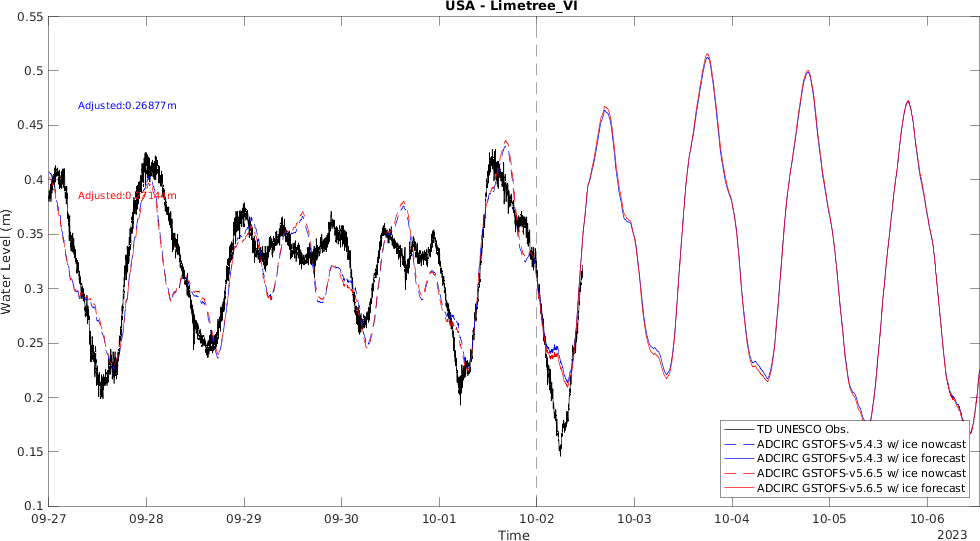 USA - Limetree_VI
0.55
0.5
0.45
0.4
0.35
0.3
0.25
0.2
0.15
0.1
Water Level (m)
Adjusted:0.26877m
Adjusted:0.27144m
TD UNESCO Obs.
ADCIRC GSTOFS-v5.4.3 w/ ice nowcast
ADCIRC GSTOFS-v5.4.3 w/ ice forecast
ADCIRC GSTOFS-v5.6.5 w/ ice nowcast
ADCIRC GSTOFS-v5.6.5 w/ ice forecast
09-27 09-28 09-29 09-30 10-01 10-02 10-03 10-04 10-05 10-06
Time
2023